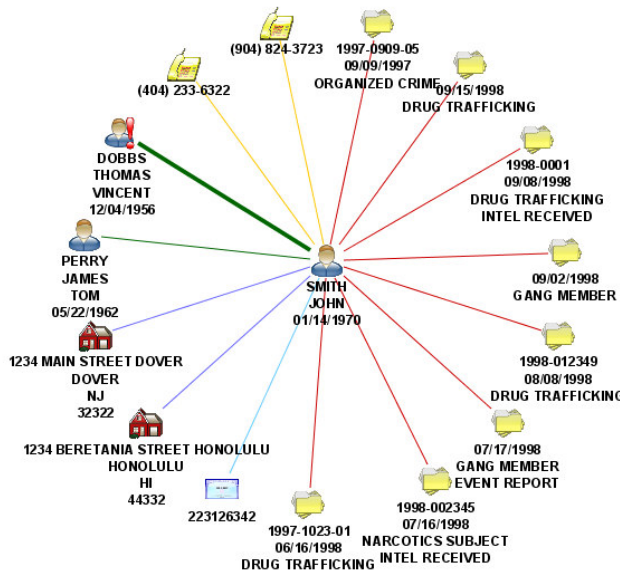 (904) 824-3723
1997-0909-05
09/09/1997
ORGANIZED CRIME
(404) 233-6322
09/15/1998
DRUG TRAFFICKING
DOBBS
THOMAS
VINCENT
12/04/1956
1998-0001
09/08/1998
DRUG TRAFFICKING
INTEL RECEIVED
PERRY
JAMES
TOM
05/22/1962
SMITH
JOHN
01/14/1970
09/02/1998
GANG MEMBER
1234 MAIN STREET DOVER
DOVER
NJ
32322
1998-012349
08/08/1998
DRUG TRAFFICKING
1234 BERETANIA STREET HONOLULU
HONOLULU
HI
44332
07/17/1998
GANG MEMBER
EVENT REPORT
223126342
1997-1023-01
06/16/1998
DRUG TRAFFICKING
1998-002345
07/16/1998
NARCOTICS SUBJECT
INTEL RECEIVED